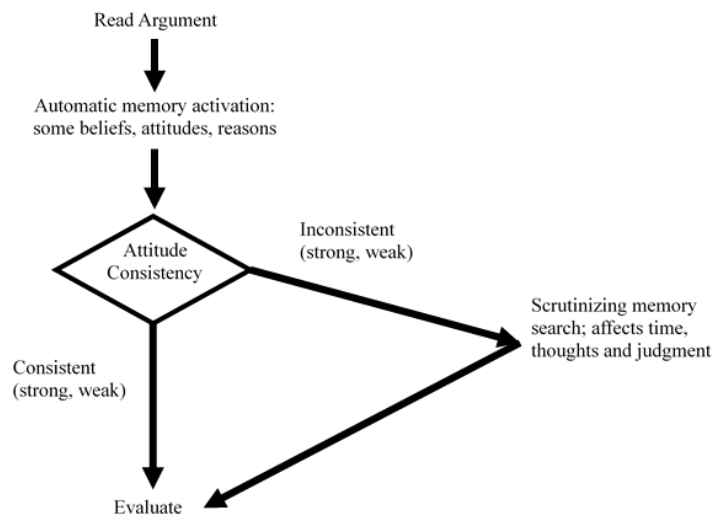 Read Argument
Automatic memory activation:
some beliefs, attitudes, reasons
Attitude
Consistency
Inconsistent
(strong, weak)
Scrutinizing memory
search; affects time,
thoughts and judgment
Consistent
(strong, weak)
Evaluate